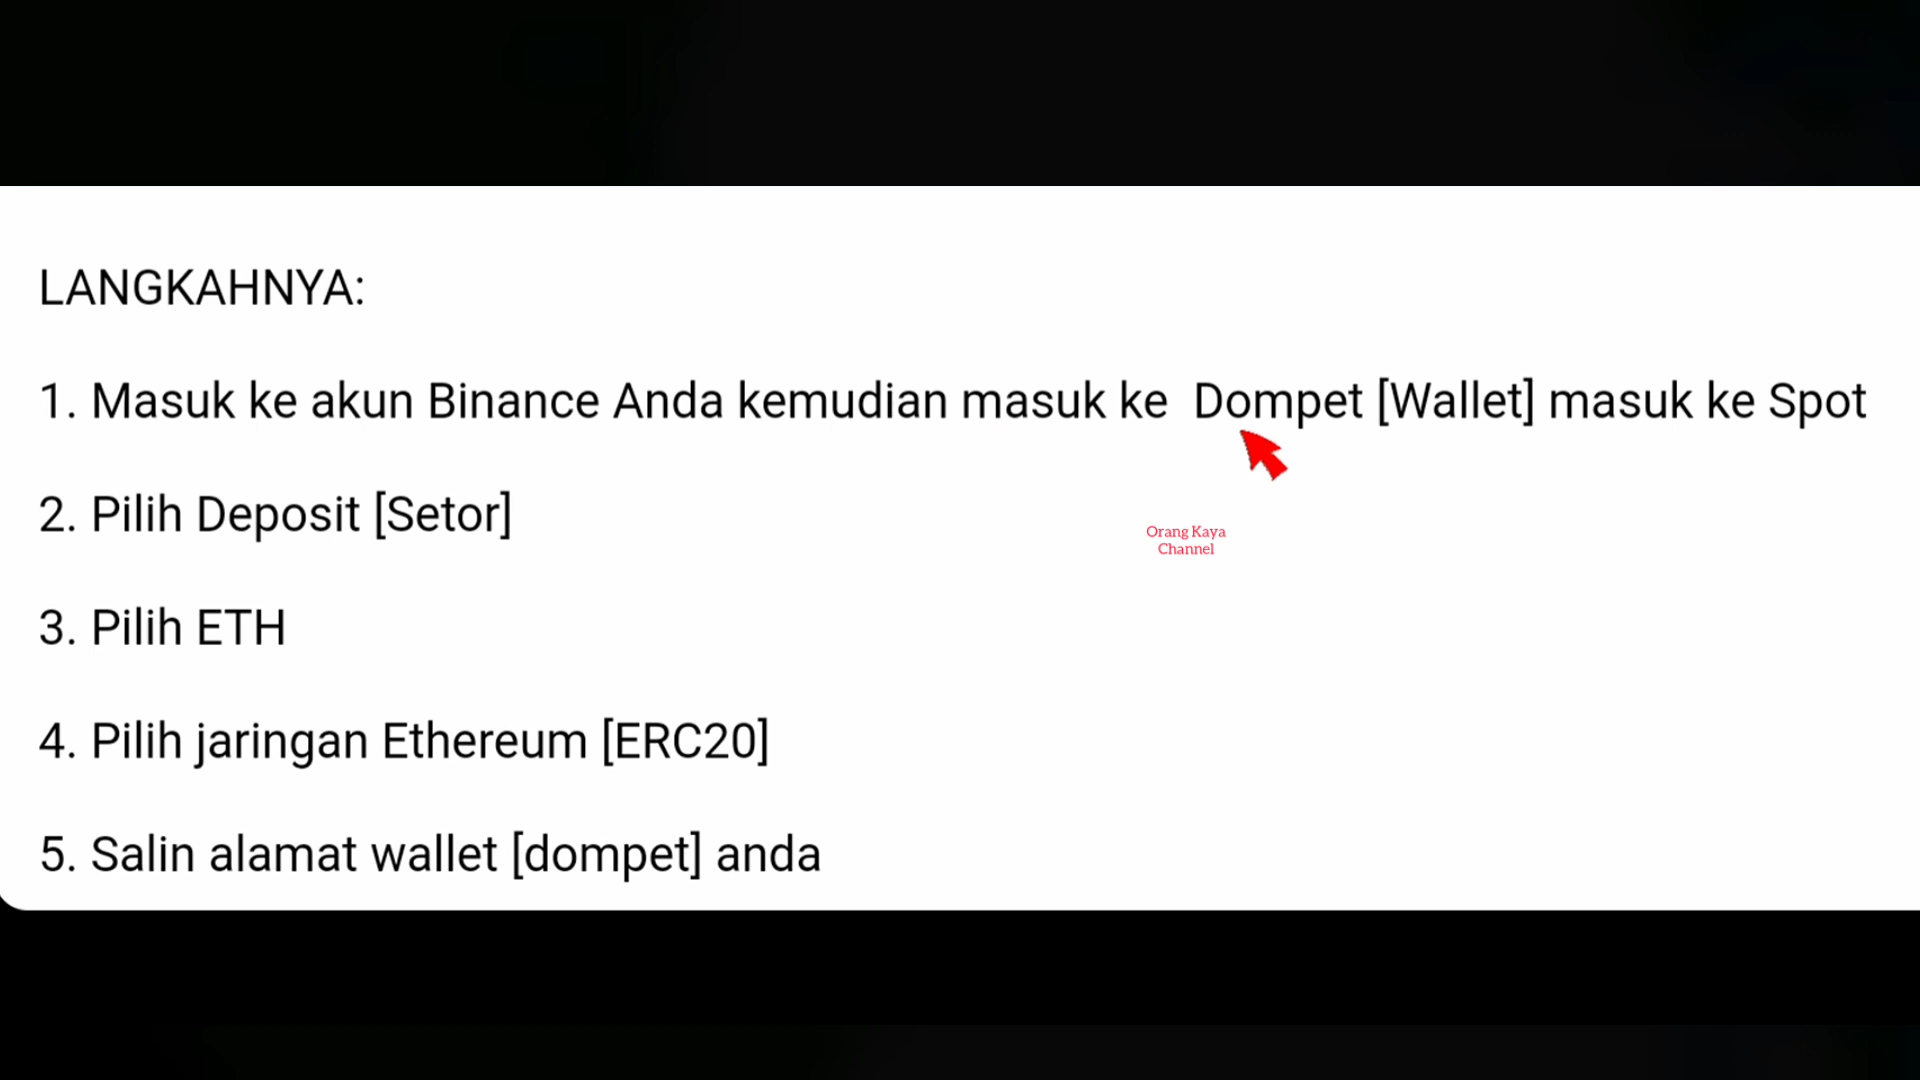 LANGKAHNYA:
1. Masuk ke akun Binance Anda kemudian masuk ke  Dompet [Wallet] masuk ke Spot
2. Pilih Deposit [Setor]
Orang Kaya
Channel
3. Pilih ETH
4. Pilih jaringan Ethereum [ERC20]
5. Salin alamat wallet [dompet] anda